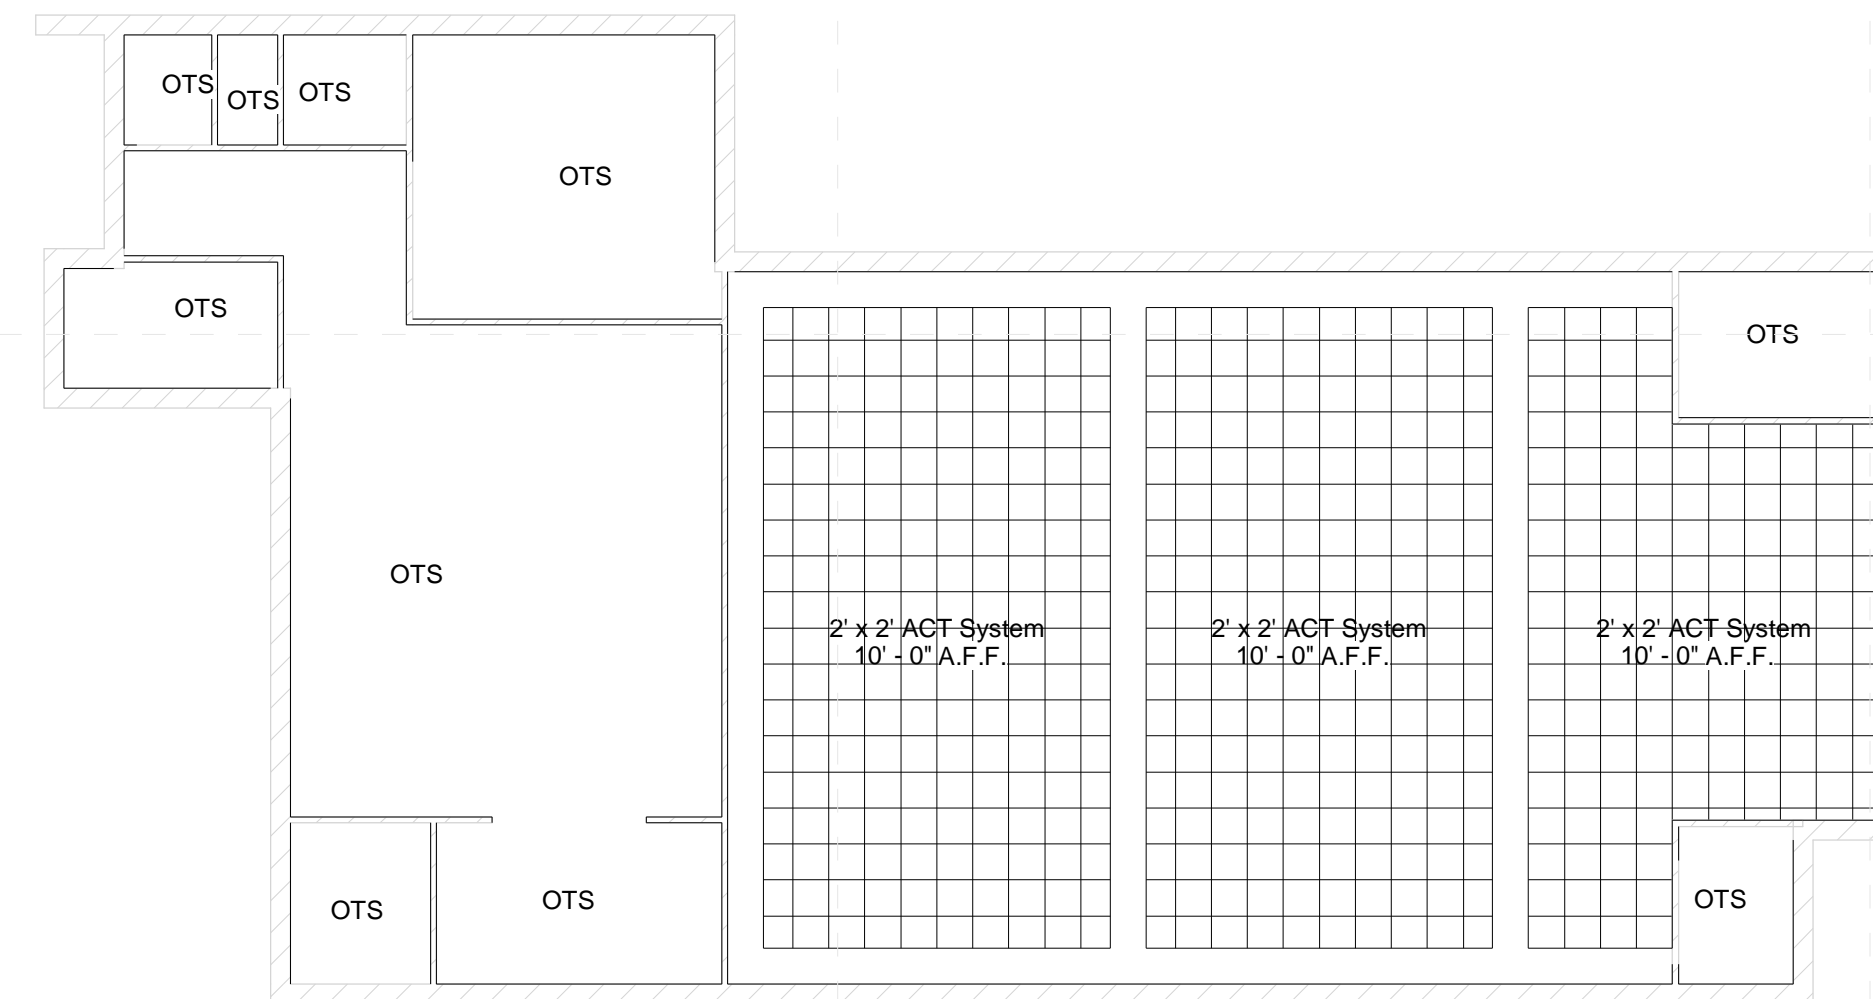 OTS
OTS
OTS
OTS
OTS
OTS
OTS
2' x 2' ACT System
10' - 0" A.F.F.
2' x 2' ACT System
10' - 0" A.F.F.
2' x 2' ACT System
10' - 0" A.F.F.
OTS
OTS
OTS